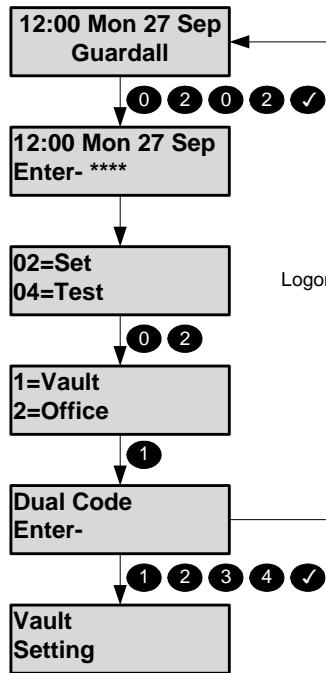 12:00 Mon 27 Sep
Guardall
0 2 0 2 ✓
12:00 Mon 27 Sep
Enter- ****
02=Set
04=Test
0 2
1=Vault
2=Office
1
Dual Code
Enter-
1 2 3 4 ✓
Vault
Setting